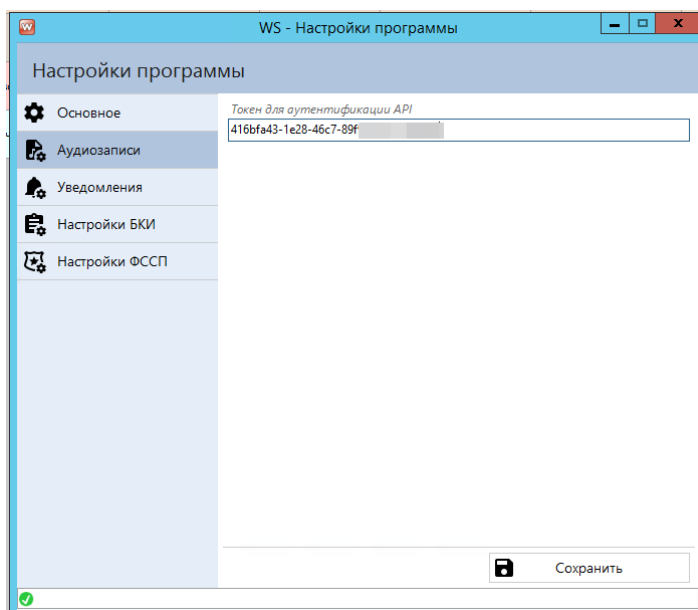 WS - Настройки программы
Настройки программы
Основное
Аудиозаписи
Уведомления
Настройки БКИ
Настройки ФССП
Токен для аутентификации API
416bfa43-1e28-46c7-89f
Сохранить